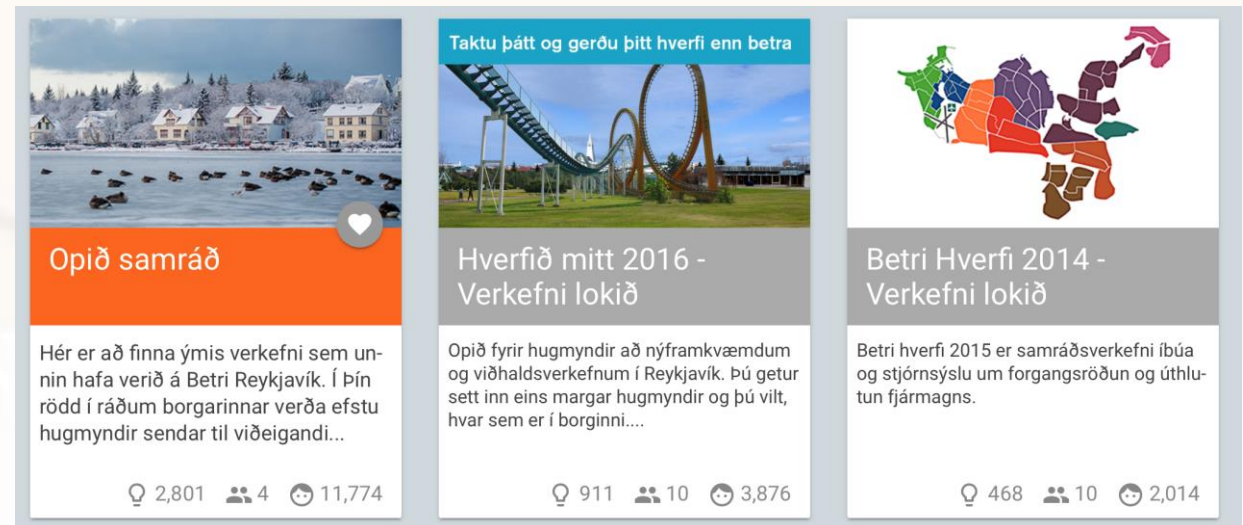 Opið samráð
Hér er að finna ýmis verkefni sem un-
nin hafa verið á Betri Reykjavík. Í Þín
rödd í ráðum borgarinnar verða efstu
hugmyndir sendar til viðeigandi...
2,801 4 11,774
Taktu þátt og gerðu þitt hverfi enn betra
Hverfið mitt 2016 -
Verkefni lokið
Opið fyrir hugmyndir að nýframkvæmdum
og viðhaldsverkefnum í Reykjavík. Þú getur
sett inn eins margar hugmyndir og þú vilt,
hvar sem er í borginni....
911 10 3,876
Betri Hverfi 2014 -
Verkefni lokið
Betri hverfi 2015 er samráðsverkefni íbúa
og stjórnsýslu um forgangsröðun og úthlu-
tun fjármagns.
468 10 2,014